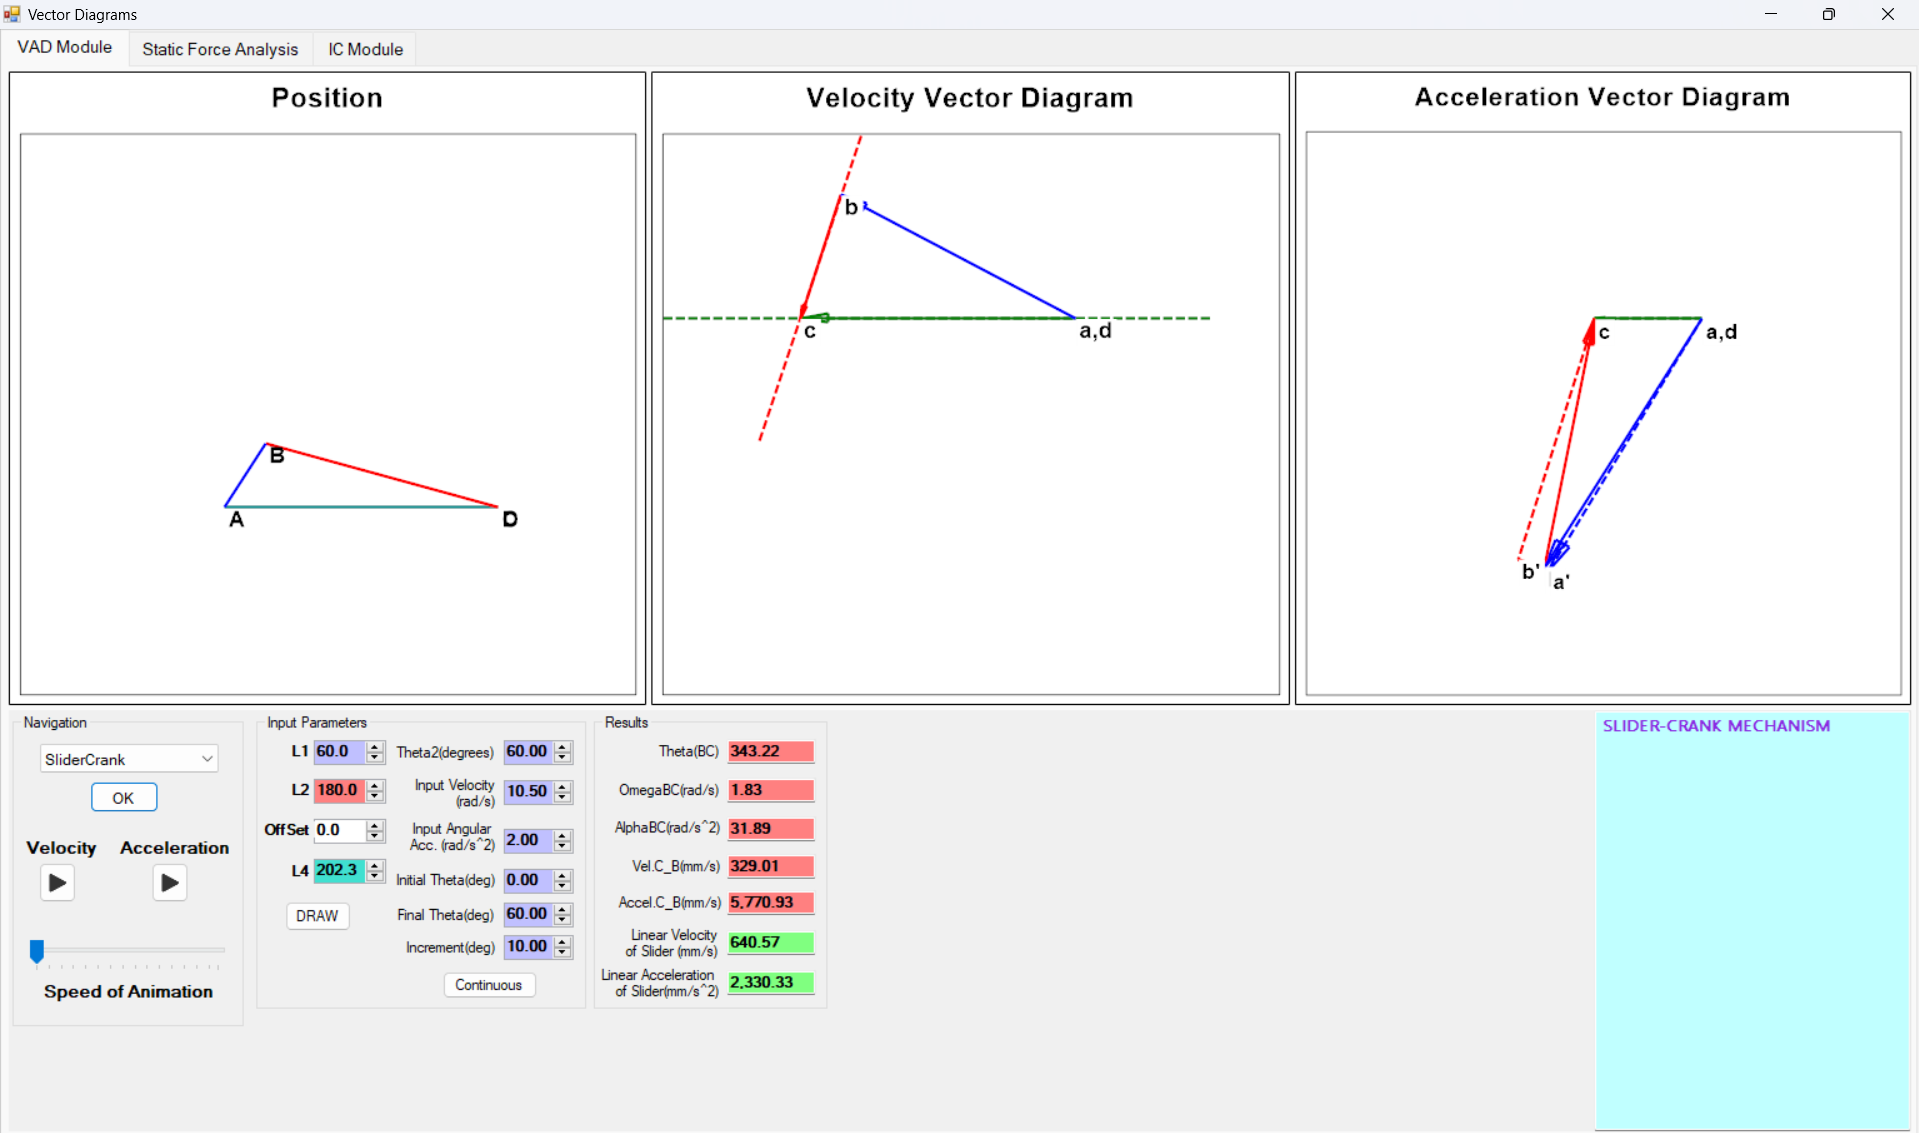 Vector Diagrams
VAD Module
Static Force Analysis
IC Module
Position
Velocity Vector Diagram
Acceleration Vector Diagram
B
A
D
b
c
a,d
c
a,d
b'
a'
Navigation
SliderCrank
OK
Velocity
Acceleration
Speed of Animation
Input Parameters
L1 60.0
Theta2(degrees) 60.00
L2 180.0
Input Velocity
(rad/s) 10.50
OffSet 0.0
Input Angular
Acc. (rad/s^2) 2.00
L4 202.3
Initial Theta(deg) 0.00
DRAW
Final Theta(deg) 60.00
Increment(deg) 10.00
Continuous
Results
Theta(BC) 343.22
OmegaBC(rad/s) 1.83
AlphaBC(rad/s^2) 31.89
Vel.C_B(mm/s) 329.01
Accel.C_B(mm/s) 5,770.93
Linear Velocity
of Slider (mm/s) 640.57
Linear Acceleration
of Slider(mm/s^2) 2,330.33
SLIDER-CRANK MECHANISM